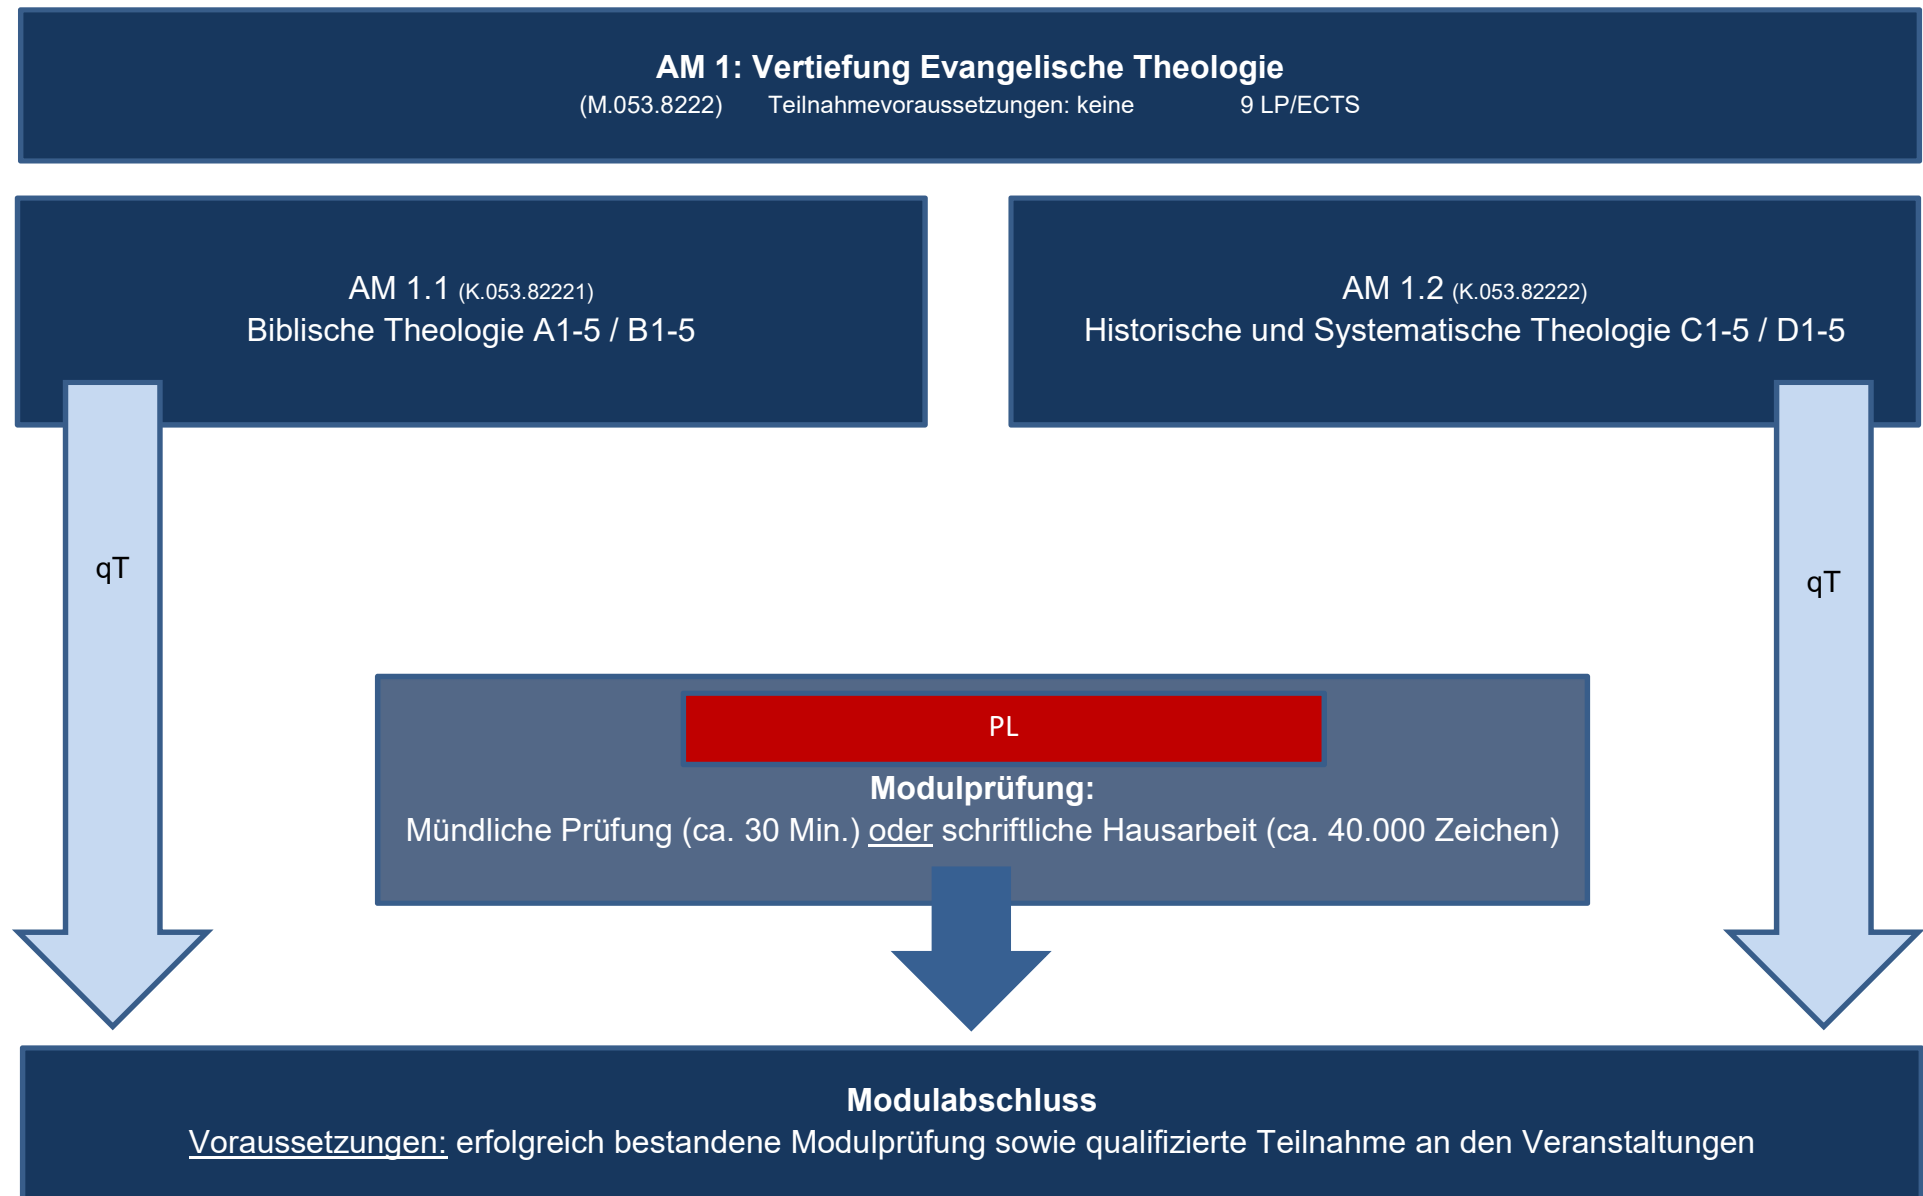 AM 1: Vertiefung Evangelische Theologie
(M.053.8222) Teilnahmevoraussetzungen: keine 9 LP/ECTS
AM 1.1 (K.053.82221)
Biblische Theologie A1-5 / B1-5
AM 1.2 (K.053.82222)
Historische und Systematische Theologie C1-5 / D1-5
qT
qT
PL
Modulprüfung:
Mündliche Prüfung (ca. 30 Min.) oder schriftliche Hausarbeit (ca. 40.000 Zeichen)
Modulabschluss
Voraussetzungen: erfolgreich bestandene Modulprüfung sowie qualifizierte Teilnahme an den Veranstaltungen